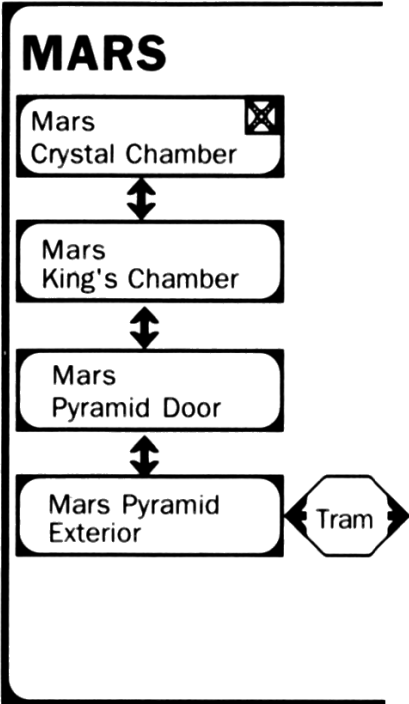 MARS
Mars
Crystal Chamber
Mars
King's Chamber
Mars
Pyramid Door
Mars Pyramid
Exterior
Tram